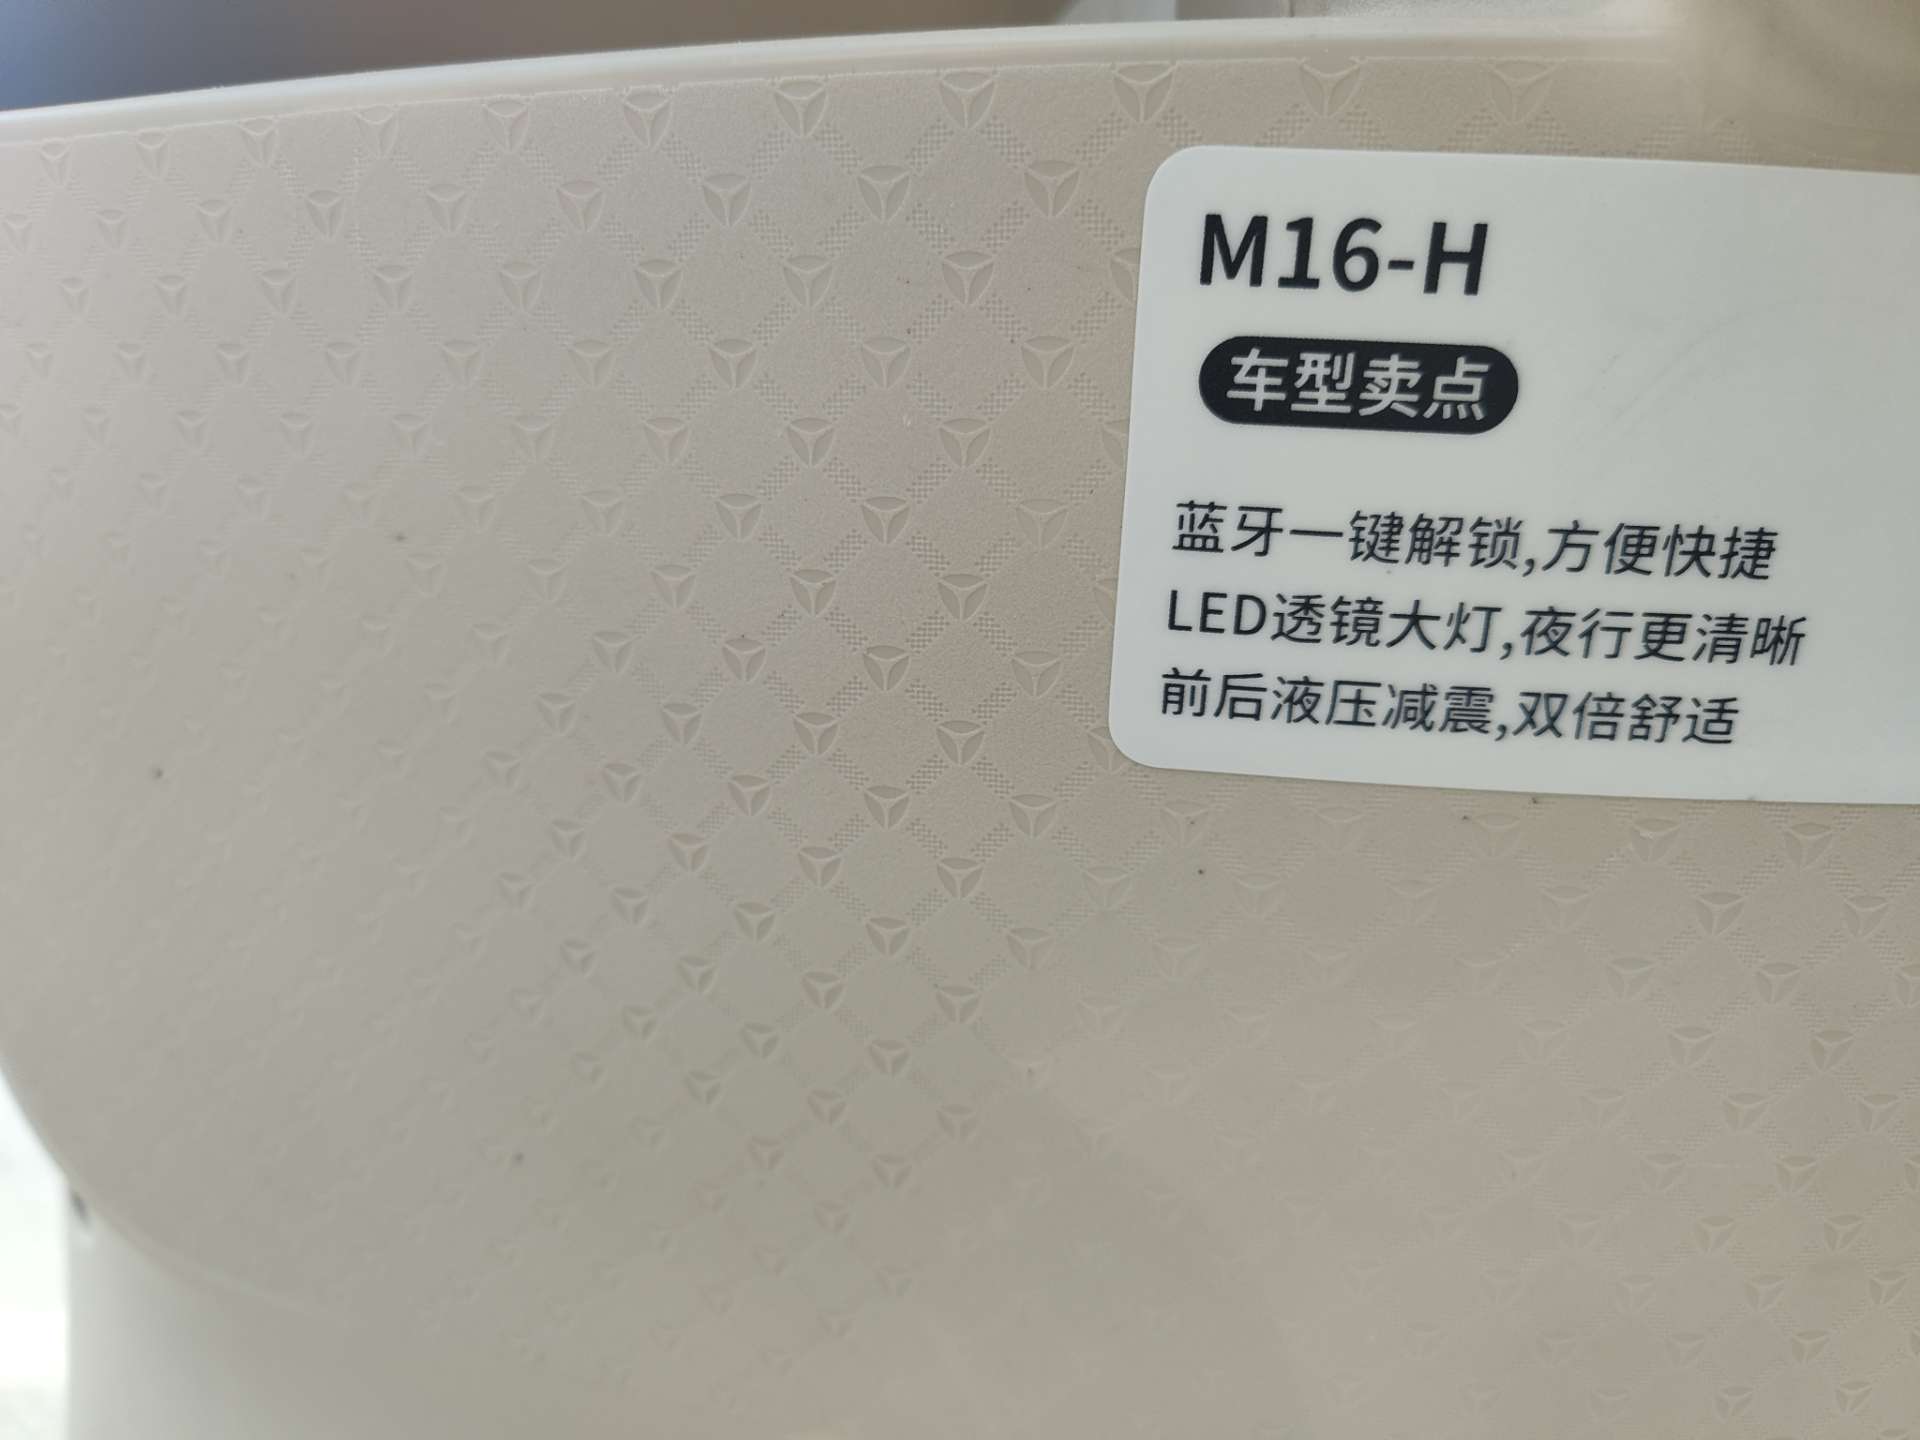 M16-H
车型卖点
蓝牙一键解锁,方便快捷
LED透镜大灯,夜行更清晰
前后液压减震,双倍舒适